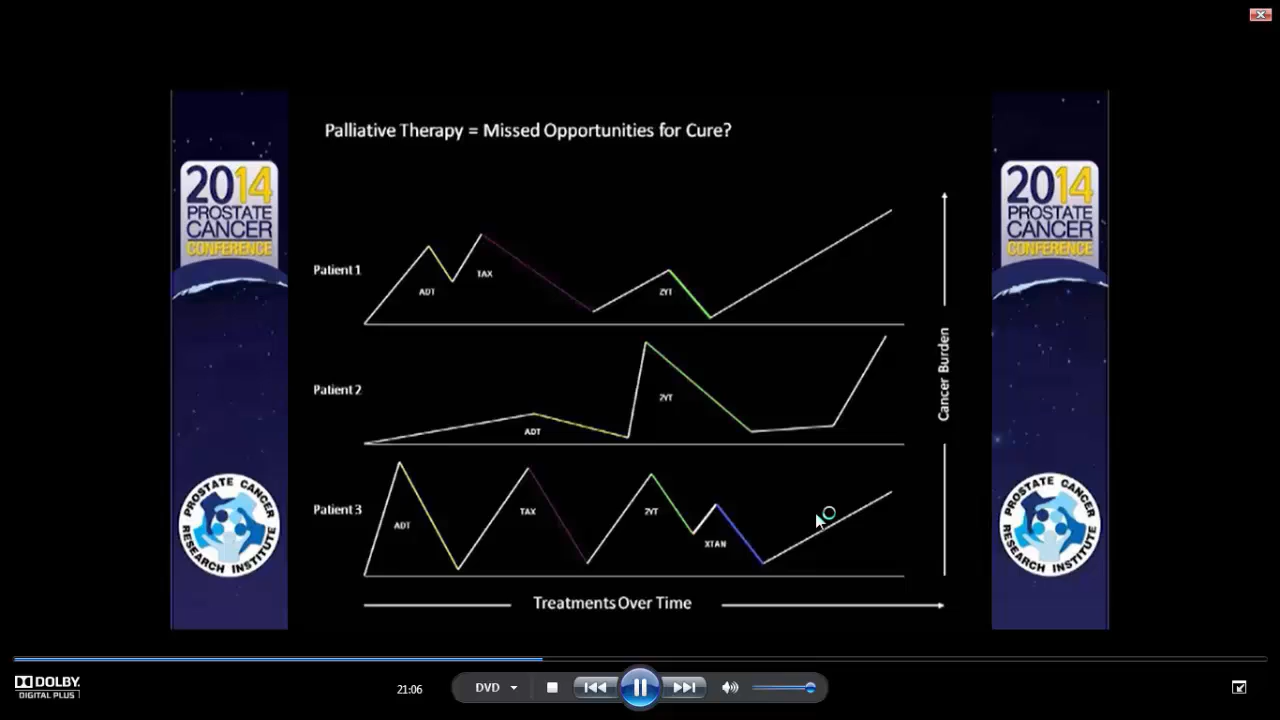 Palliative Therapy = Missed Opportunities for Cure?
2014
PROSTATE
CANCER
CONFERENCE
2014
PROSTATE
CANCER
CONFERENCE
Patient 1
ADT
TAX
ZYT
Patient 2
ADT
ZYT
Cancer Burden
Patient 3
ADT
TAX
ZYT
XTAN
PROSTATE CANCER
RESEARCH INSTITUTE
PROSTATE CANCER
RESEARCH INSTITUTE
Treatments Over Time
DOLBY
DIGITAL PLUS
21:06
DVD